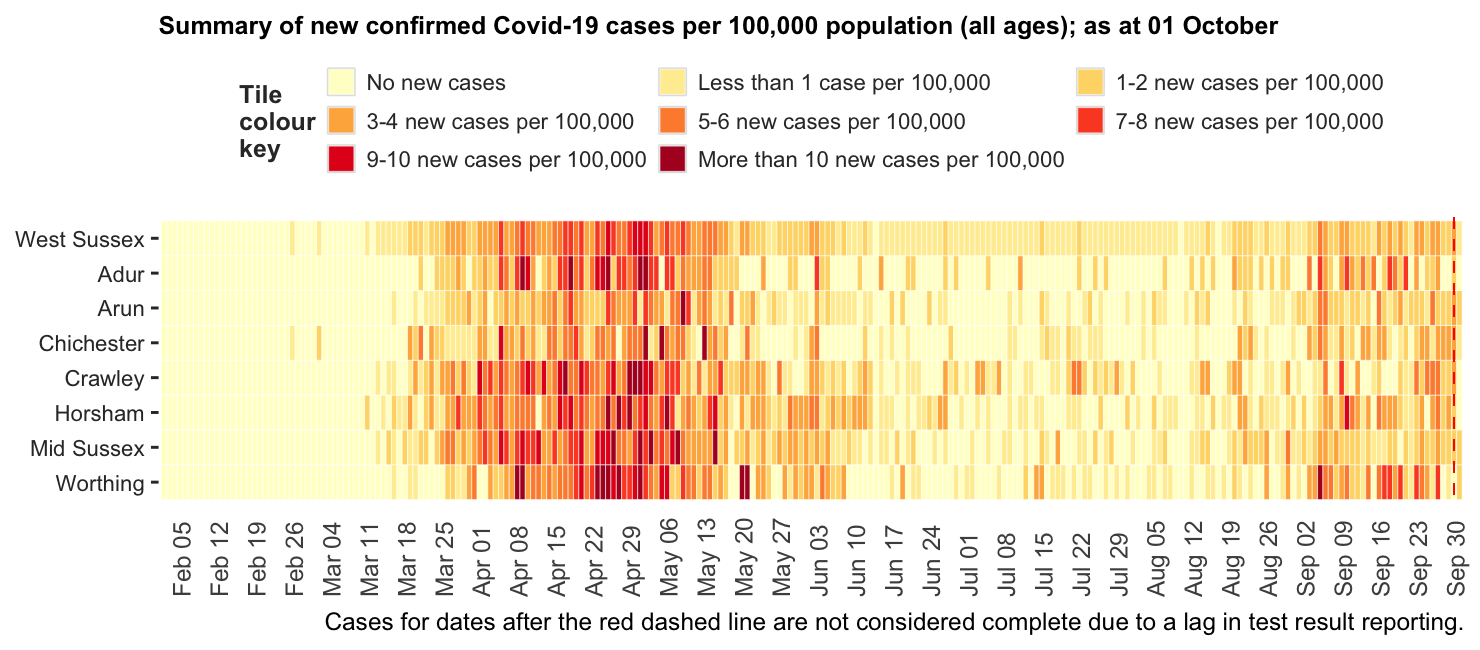 Summary of new confirmed Covid-19 cases per 100,000 population (all ages); as at 01 October
Tile
colour
key
No new cases
Less than 1 case per 100,000
1-2 new cases per 100,000
3-4 new cases per 100,000
5-6 new cases per 100,000
7-8 new cases per 100,000
9-10 new cases per 100,000
More than 10 new cases per 100,000
West Sussex
Adur
Arun
Chichester
Crawley
Horsham
Mid Sussex
Worthing
Feb 05
Feb 12
Feb 19
Feb 26
Mar 04
Mar 11
Mar 18
Mar 25
Apr 01
Apr 08
Apr 15
Apr 22
Apr 29
May 06
May 13
May 20
May 27
Jun 03
Jun 10
Jun 17
Jun 24
Jul 01
Jul 08
Jul 15
Jul 22
Jul 29
Aug 05
Aug 12
Aug 19
Aug 26
Sep 02
Sep 09
Sep 16
Sep 23
Sep 30
Cases for dates after the red dashed line are not considered complete due to a lag in test result reporting.